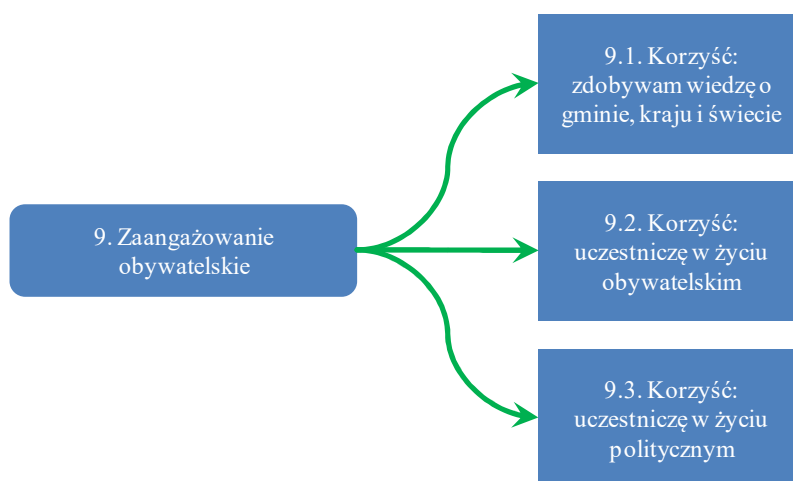 9. Zaangażowanie
obywatelskie
9.1. Korzyść:
zdobywam wiedzę o
gminie, kraju i świecie
9.2. Korzyść:
uczestniczę w życiu
obywatelskim
9.3. Korzyść:
uczestniczę w życiu
politycznym